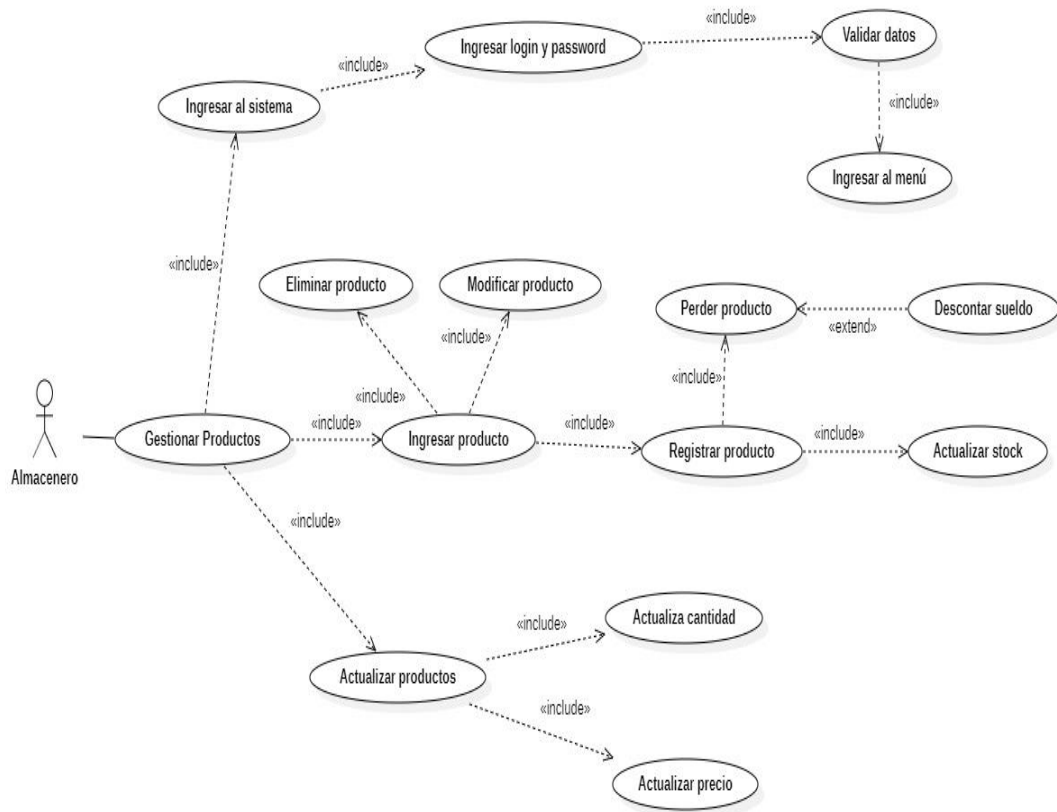 «include»
Validar datos
Ingresar login y password
«include»
Ingresar al sistema
«include»
Ingresar al menú
«include»
Eliminar producto
Modificar producto
Perder producto
Descontar sueldo
«extend»
«include»
«include»
«include»
Almacenero
Gestionar Productos
«include»
Ingresar producto
«include»
Registrar producto
«include»
Actualizar stock
«include»
Actualizar productos
«include»
Actualiza cantidad
«include»
Actualizar precio